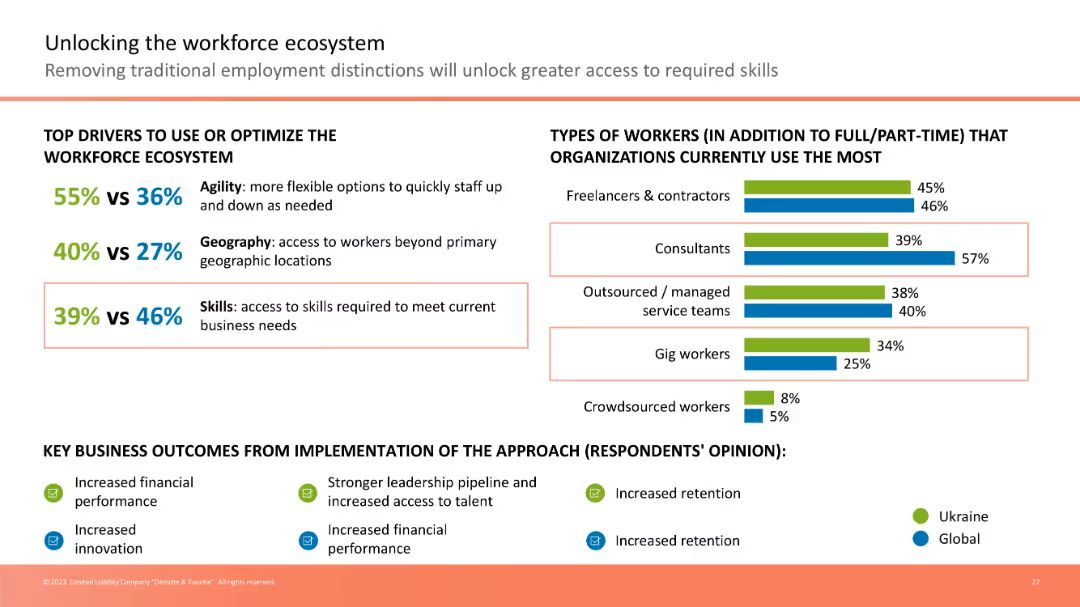 Unlocking the workforce ecosystem
Removing traditional employment distinctions will unlock greater access to required skills
TOP DRIVERS TO USE OR OPTIMIZE THE
WORKFORCE ECOSYSTEM
55% vs 36%
Agility: more flexible options to quickly staff up
and down as needed
40% vs 27%
Geography: access to workers beyond primary
geographic locations
39% vs 46%
Skills: access to skills required to meet current
business needs
TYPES OF WORKERS (IN ADDITION TO FULL/PART-TIME) THAT
ORGANIZATIONS CURRENTLY USE THE MOST
Freelancers & contractors
45%
46%
Consultants
39%
57%
Outsourced / managed
service teams
38%
40%
Gig workers
34%
25%
Crowdsourced workers
8%
5%
KEY BUSINESS OUTCOMES FROM IMPLEMENTATION OF THE APPROACH (RESPONDENTS' OPINION):
Increased financial
performance
Stronger leadership pipeline and
increased access to talent
Increased retention
Increased
innovation
Increased financial
performance
Increased retention
Ukraine
Global
© 2023 Limited Liability Company "Deloitte & Touche". All rights reserved.
27